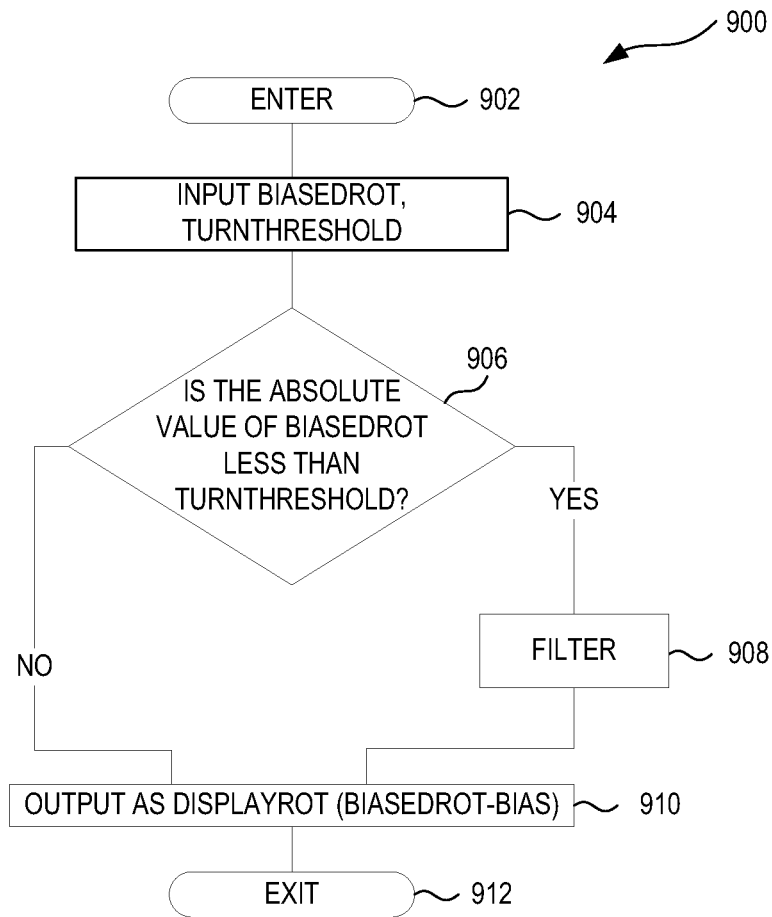 900
ENTER
902
INPUT BIASEDROT,
TURNTHRESHOLD
904
906
IS THE ABSOLUTE
VALUE OF BIASEDROT
LESS THAN
TURNTHRESHOLD?
YES
NO
FILTER
908
OUTPUT AS DISPLAYROT (BIASEDROT-BIAS)
910
EXIT
912